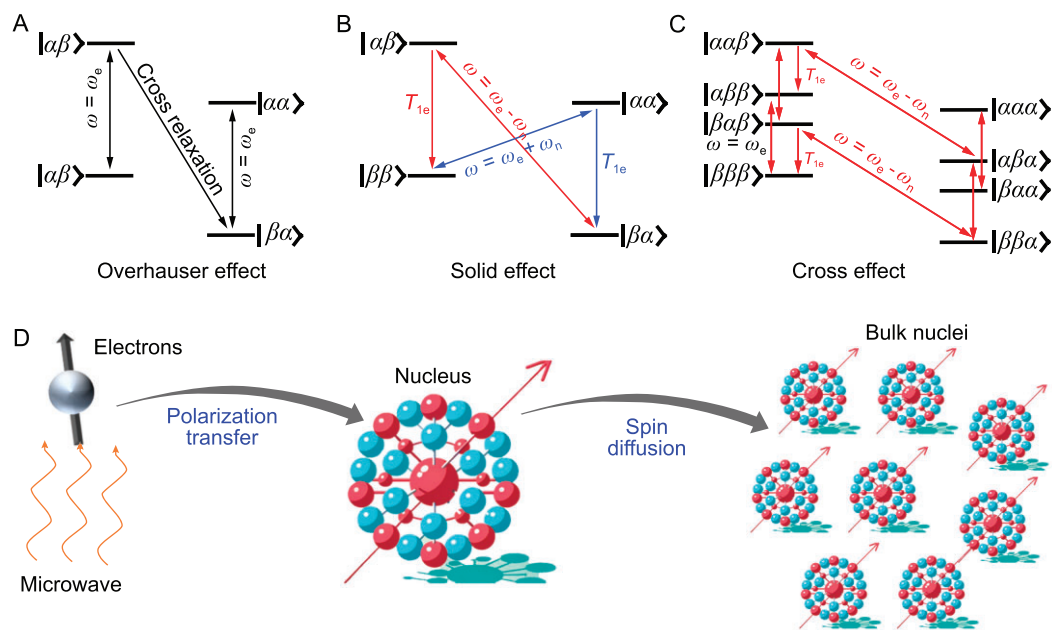 A
|αβ⟩
ω = ωe
Cross relaxation
|αα⟩
ω = ωe
|αβ⟩
|βα⟩
Overhauser effect
B
|αβ⟩
T1e
ω = ωe - ωn
|αα⟩
ω = ωe + ωn
T1e
|ββ⟩
|βα⟩
Solid effect
C
|ααβ⟩
T1e
ω = ωe - ωn
|αββ⟩
|ααα⟩
|βαβ⟩
ω = ωe
T1e
ω = ωe - ωn
|αβα⟩
|βαα⟩
|βββ⟩
|ββα⟩
Cross effect
D
Electrons
Microwave
Polarization
transfer
Nucleus
Spin
diffusion
Bulk nuclei